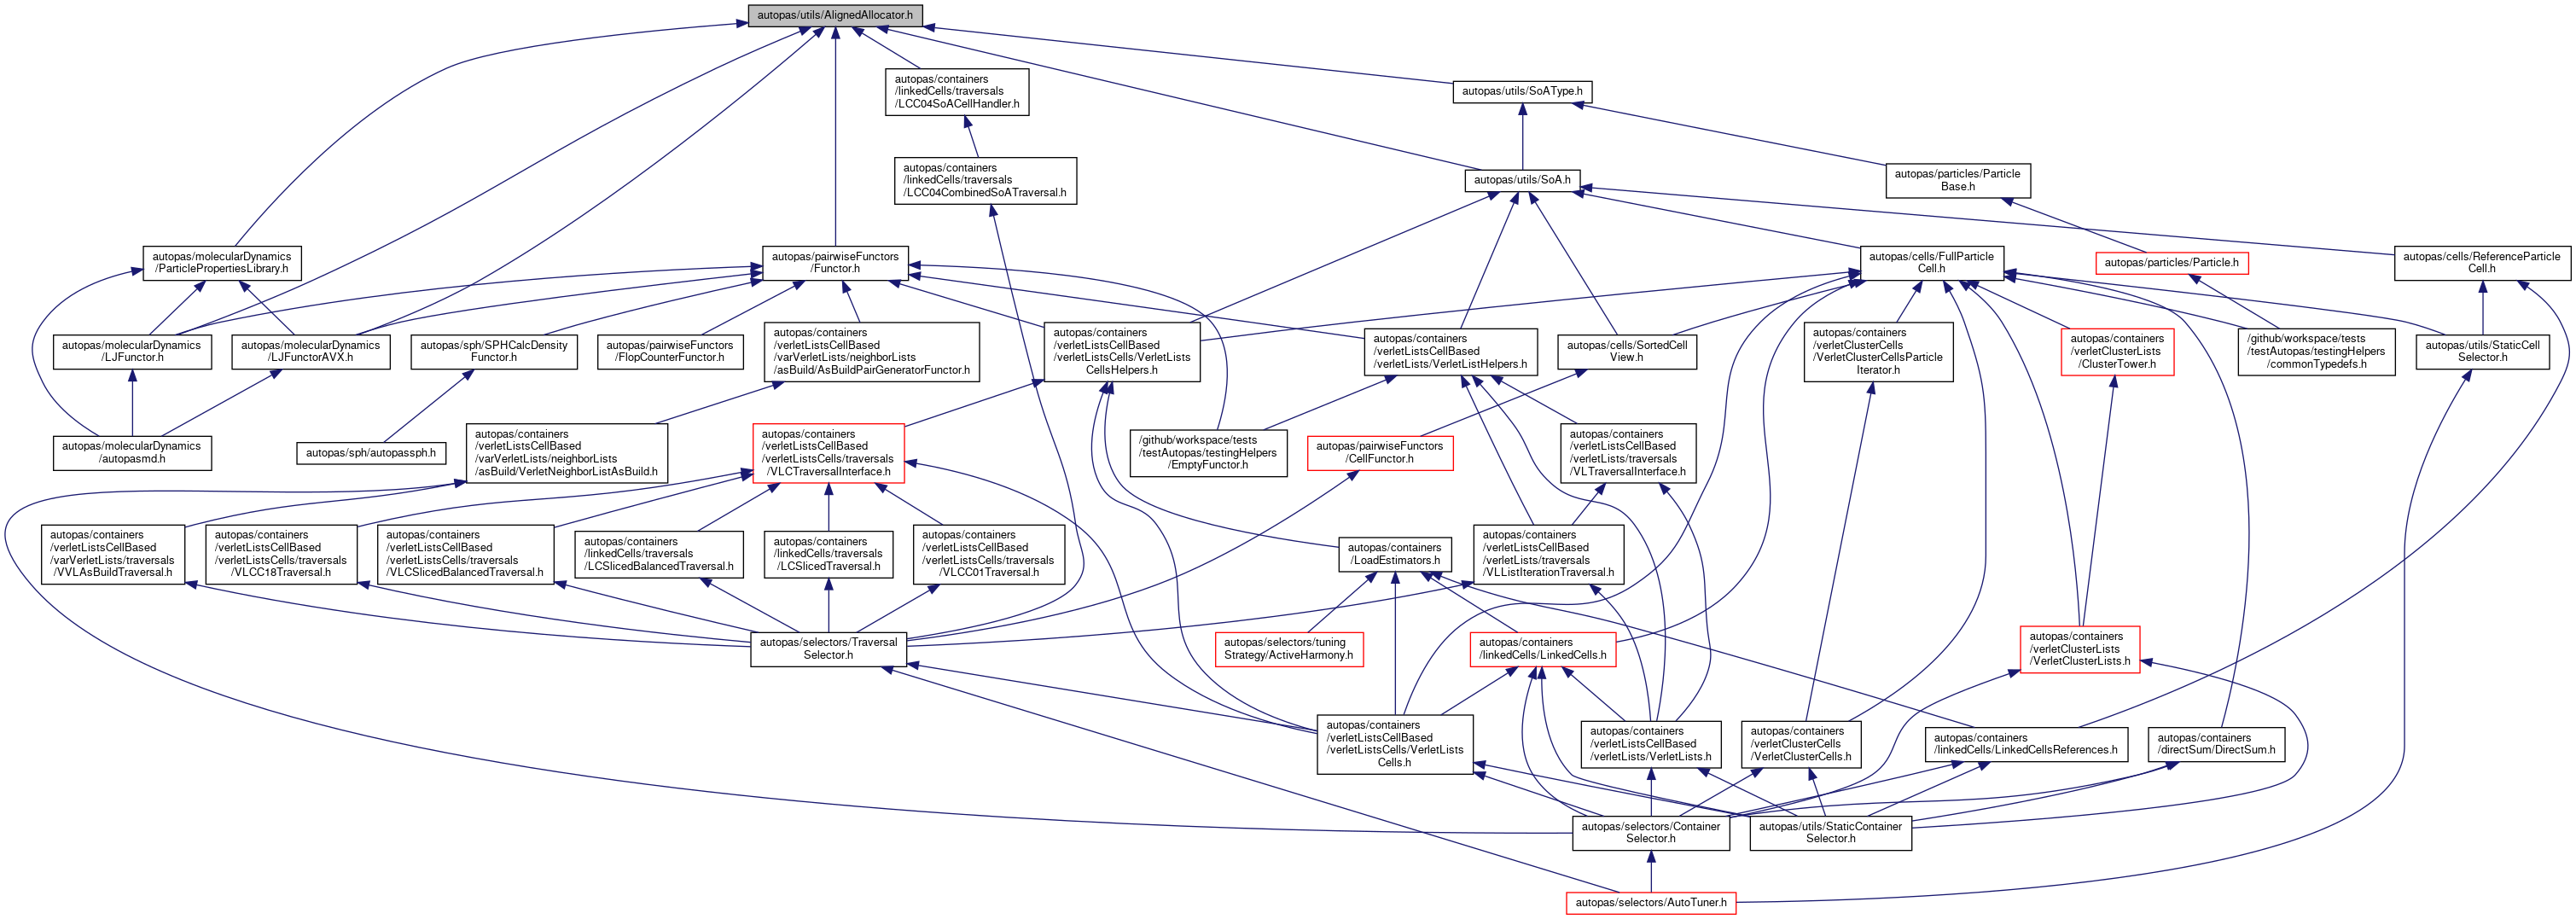 autopas/utils/AlignedAllocator.h
autopas/containers
/linkedCells/traversals
/LCC04SoACellHandler.h
autopas/utils/SoAType.h
autopas/containers
/linkedCells/traversals
/LCC04CombinedSoATraversal.h
autopas/utils/SoA.h
autopas/particles/Particle
Base.h
autopas/molecularDynamics
/ParticlePropertiesLibrary.h
autopas/pairwiseFunctors
/Functor.h
autopas/cells/FullParticle
Cell.h
autopas/particles/Particle.h
autopas/cells/ReferenceParticle
Cell.h
autopas/molecularDynamics
/LJFunctor.h
autopas/molecularDynamics
/LJFunctorAVX.h
autopas/sph/SPHCalcDensity
Functor.h
autopas/pairwiseFunctors
/FlopCounterFunctor.h
autopas/containers
/verletListsCellBased
/varVerletLists/neighborLists
/asBuild/AsBuildPairGeneratorFunctor.h
autopas/containers
/verletListsCellBased
/verletListsCells/VerletLists
CellsHelpers.h
autopas/containers
/verletListsCellBased
/verletLists/VerletListHelpers.h
autopas/cells/SortedCell
View.h
autopas/containers
/verletClusterCells
/VerletClusterCellsParticle
Iterator.h
autopas/containers
/verletClusterLists
/ClusterTower.h
/github/workspace/tests
/testAutopas/testingHelpers
/commonTypedefs.h
autopas/utils/StaticCell
Selector.h
autopas/molecularDynamics
/autopasmd.h
autopas/sph/autopassph.h
autopas/containers
/verletListsCellBased
/varVerletLists/neighborLists
/asBuild/VerletNeighborListAsBuild.h
autopas/containers
/verletListsCellBased
/verletListsCells/traversals
/VLCTraversalInterface.h
/github/workspace/tests
/testAutopas/testingHelpers
/EmptyFunctor.h
autopas/pairwiseFunctors
/CellFunctor.h
autopas/containers
/verletListsCellBased
/verletLists/traversals
/VLTraversalInterface.h
autopas/containers
/verletListsCellBased
/varVerletLists/traversals
/VVLAsBuildTraversal.h
autopas/containers
/verletListsCellBased
/verletListsCells/traversals
/VLCC18Traversal.h
autopas/containers
/verletListsCellBased
/verletListsCells/traversals
/VLCSlicedBalancedTraversal.h
autopas/containers
/linkedCells/traversals
/LCSlicedBalancedTraversal.h
autopas/containers
/linkedCells/traversals
/LCSlicedTraversal.h
autopas/containers
/verletListsCellBased
/verletListsCells/traversals
/VLCC01Traversal.h
autopas/containers
/LoadEstimators.h
autopas/containers
/verletListsCellBased
/verletLists/traversals
/VLListIterationTraversal.h
autopas/selectors/Traversal
Selector.h
autopas/selectors/tuning
Strategy/ActiveHarmony.h
autopas/containers
/linkedCells/LinkedCells.h
autopas/containers
/verletClusterLists
/VerletClusterLists.h
autopas/containers
/verletListsCellBased
/verletListsCells/VerletLists
Cells.h
autopas/containers
/verletListsCellBased
/verletLists/VerletLists.h
autopas/containers
/verletClusterCells
/VerletClusterCells.h
autopas/containers
/linkedCells/LinkedCellsReferences.h
autopas/containers
/directSum/DirectSum.h
autopas/selectors/Container
Selector.h
autopas/utils/StaticContainer
Selector.h
autopas/selectors/AutoTuner.h